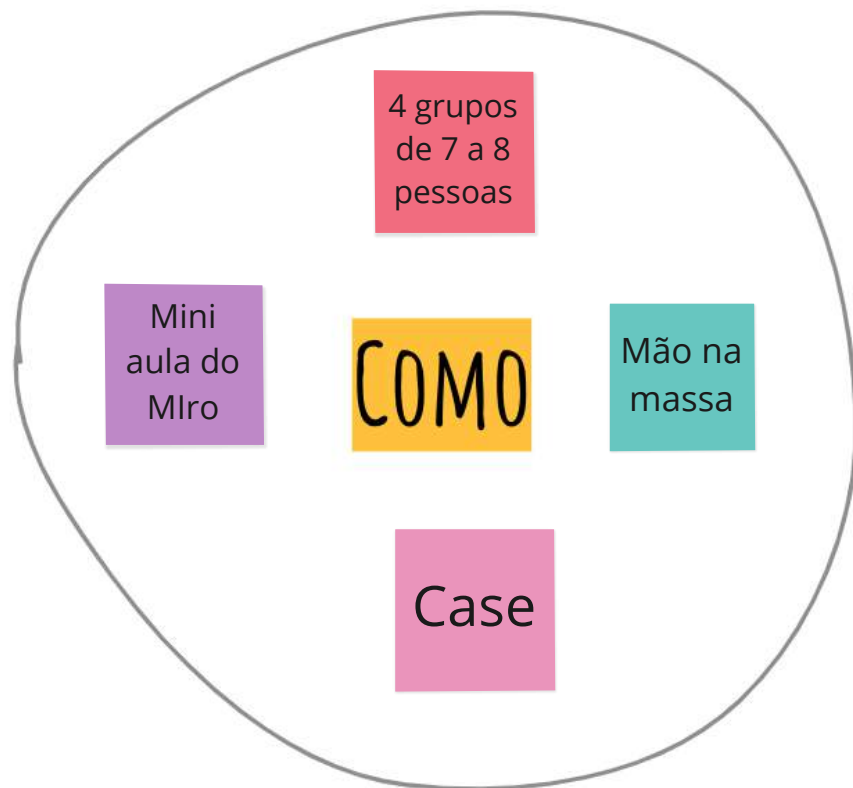 4 grupos
de 7 a 8
pessoas
Mini
aula do
MIro
COMO
Mão na
massa
Case